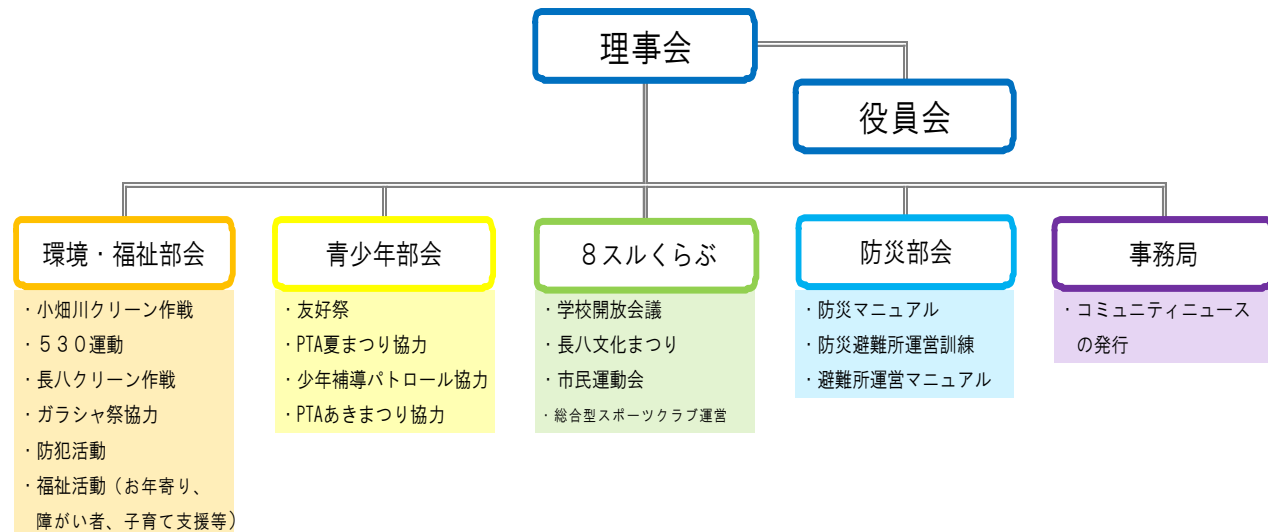 理事会
役員会
環境・福祉部会
・小畑川クリーン作戦
・５３０運動
・長八クリーン作戦
・ガラシャ祭協力
・防犯活動
・福祉活動（お年寄り、
障がい者、子育て支援等）
青少年部会
・友好祭
・PTA夏まつり協力
・少年補導パトロール協力
・PTAあきまつり協力
８スルくらぶ
・学校開放会議
・長八文化まつり
・市民運動会
・総合型スポーツクラブ運営
防災部会
・防災マニュアル
・防災避難所運営訓練
・避難所運営マニュアル
事務局
・コミュニティニュース
の発行